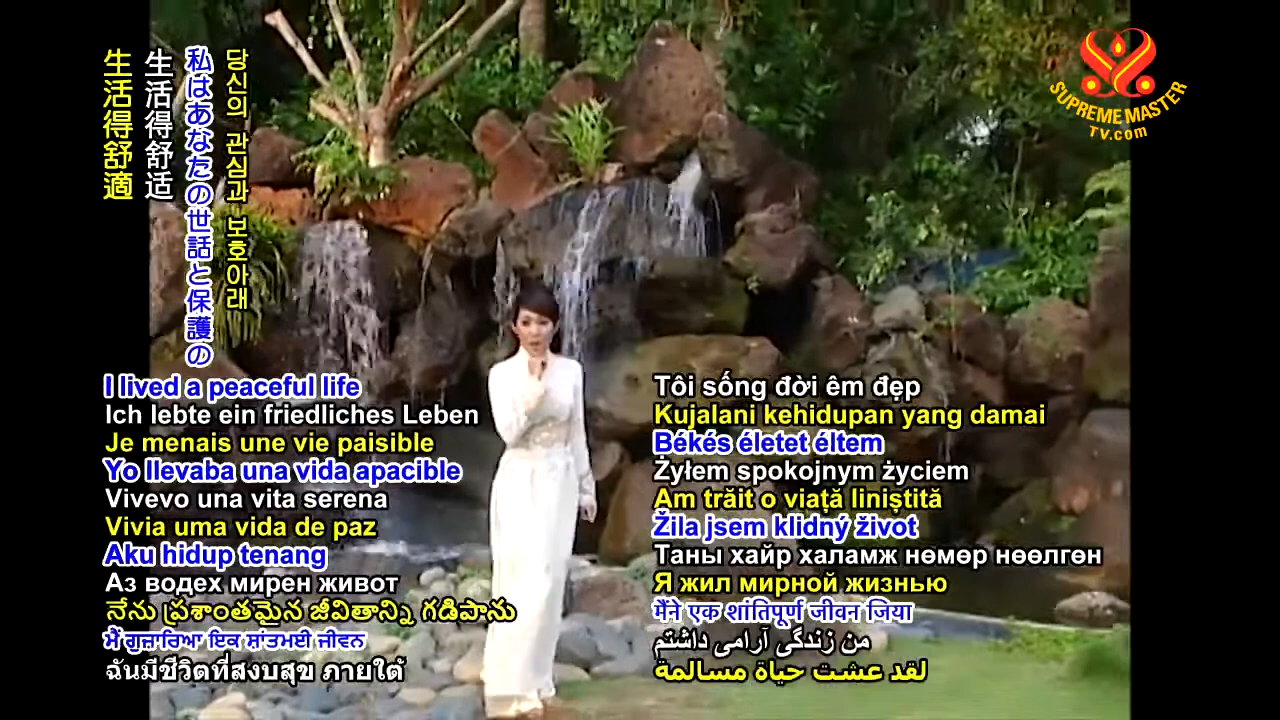 生活得舒適
生活得舒适
私はあなたの世話と保護の
당신의 관심과 보호아래
SUPREME MASTER
TV.com
I lived a peaceful life
Ich lebte ein friedliches Leben
Je menais une vie paisible
Yo llevaba una vida apacible
Vivevo una vita serena
Vivia uma vida de paz
Aku hidup tenang
Аз водех мирен живот
నేను ప్రశాంతమైన జీవితాన్ని గడిపాను
ਮੈਂ ਗੁਜ਼ਾਰਿਆ ਇਕ ਸ਼ਾਂਤਮਈ ਜੀਵਨ
ฉันมีชีวิตที่สงบสุข ภายใต้
Tôi sống đời êm đẹp
Kujalani kehidupan yang damai
Békés életet éltem
Żyłem spokojnym życiem
Am trăit o viață liniștită
Žila jsem klidný život
Таны хайр халамж нөмөр нөөлгөн
Я жил мирной жизнью
मैंने एक शांतिपूर्ण जीवन जिया
من زندگی آرامی داشتم
لقد عشت حياة مسالمة